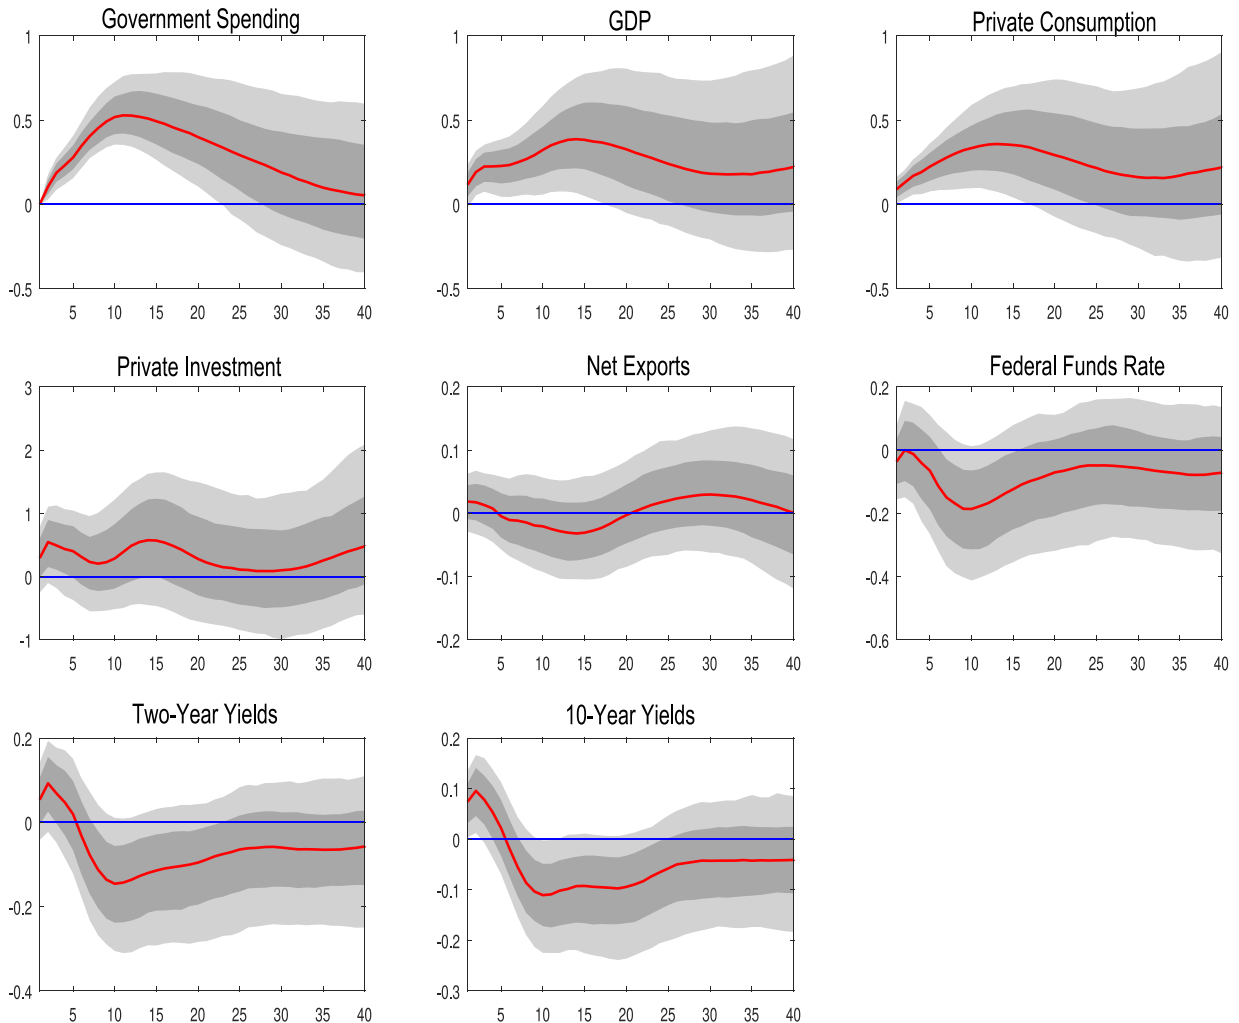 Government Spending
1
0.5
0
-0.5
5 10 15 20 25 30 35 40
GDP
1
0.5
0
-0.5
5 10 15 20 25 30 35 40
Private Consumption
1
0.5
0
-0.5
5 10 15 20 25 30 35 40
Private Investment
3
2
1
0
-1
5 10 15 20 25 30 35 40
Net Exports
0.2
0.1
0
-0.1
-0.2
5 10 15 20 25 30 35 40
Federal Funds Rate
0.2
0
-0.2
-0.4
-0.6
5 10 15 20 25 30 35 40
Two-Year Yields
0.2
0
-0.2
-0.4
5 10 15 20 25 30 35 40
10-Year Yields
0.2
0.1
0
-0.1
-0.2
-0.3
5 10 15 20 25 30 35 40